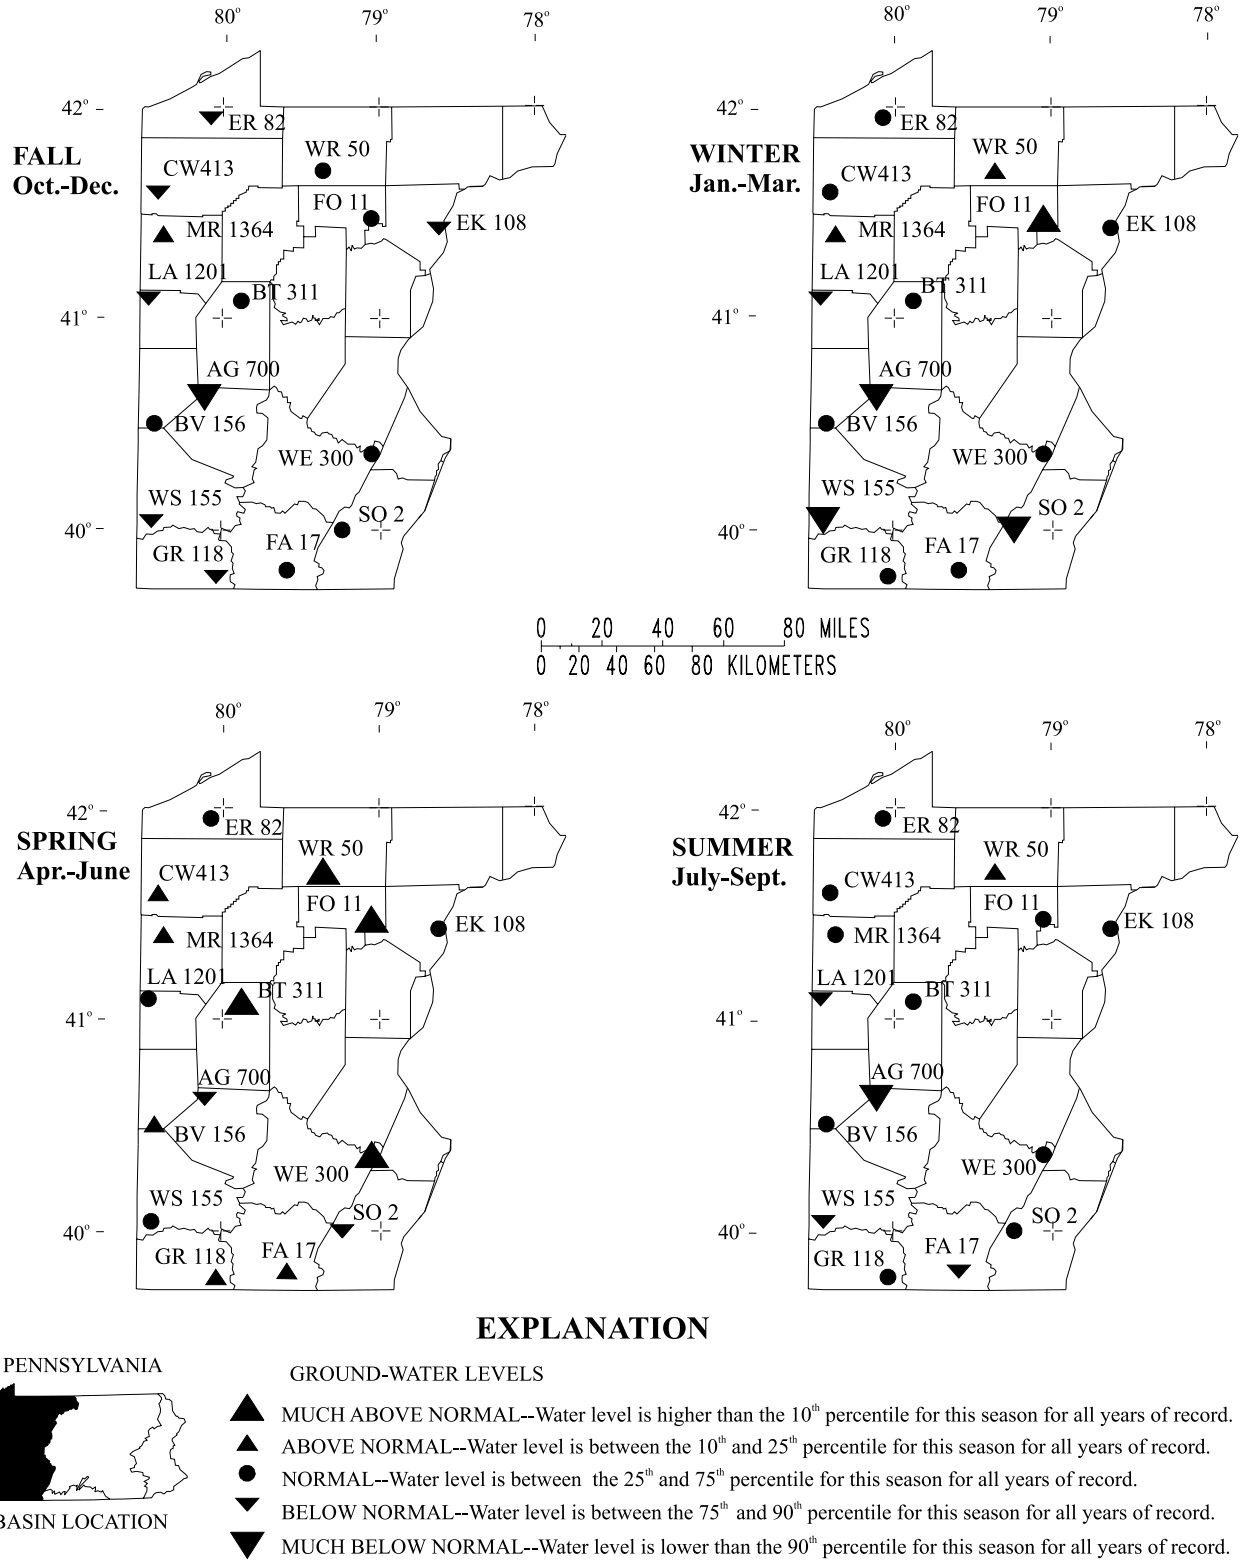 80° 79° 78°
42°
ER 82
FALL
Oct.-Dec.
WR 50
CW413
FO 11
EK 108
MR 1364
LA 1201
BT 311
41°
AG 700
BV 156
WE 300
WS 155
SO 2
40°
FA 17
GR 118
80° 79° 78°
42°
ER 82
WINTER
Jan.-Mar.
WR 50
CW413
FO 11
EK 108
MR 1364
LA 1201
BT 311
41°
AG 700
BV 156
WE 300
WS 155
SO 2
40°
FA 17
GR 118
0 20 40 60 80 MILES
0 20 40 60 80 KILOMETERS
80° 79° 78°
42°
ER 82
SPRING
Apr.-June
WR 50
CW413
FO 11
EK 108
MR 1364
LA 1201
BT 311
41°
AG 700
BV 156
WE 300
WS 155
SO 2
40°
FA 17
GR 118
80° 79° 78°
42°
ER 82
SUMMER
July-Sept.
WR 50
CW413
FO 11
EK 108
MR 1364
LA 1201
BT 311
41°
AG 700
BV 156
WE 300
WS 155
SO 2
40°
FA 17
GR 118
EXPLANATION
PENNSYLVANIA
BASIN LOCATION
GROUND-WATER LEVELS
MUCH ABOVE NORMAL--Water level is higher than the 10th percentile for this season for all years of record.
ABOVE NORMAL--Water level is between the 10th and 25th percentile for this season for all years of record.
NORMAL--Water level is between the 25th and 75th percentile for this season for all years of record.
BELOW NORMAL--Water level is between the 75th and 90th percentile for this season for all years of record.
MUCH BELOW NORMAL--Water level is lower than the 90th percentile for this season for all years of record.